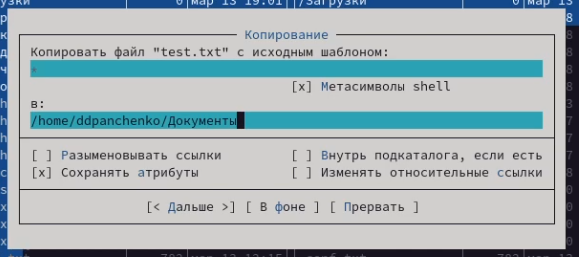 узки 0 мар 13 19:01 /Загрузки 0 мар 13
Копирование
Копировать файл "test.txt" с исходным шаблоном:
*
[x] Метасимволы shell
в:
/home/ddpanchenko/Документы
[ ] Разыменовывать ссылки [ ] Внутрь подкаталога, если есть
[x] Сохранять атрибуты [ ] Изменять относительные ссылки
[< Дальше >] [ В фоне ] [ Прервать ]